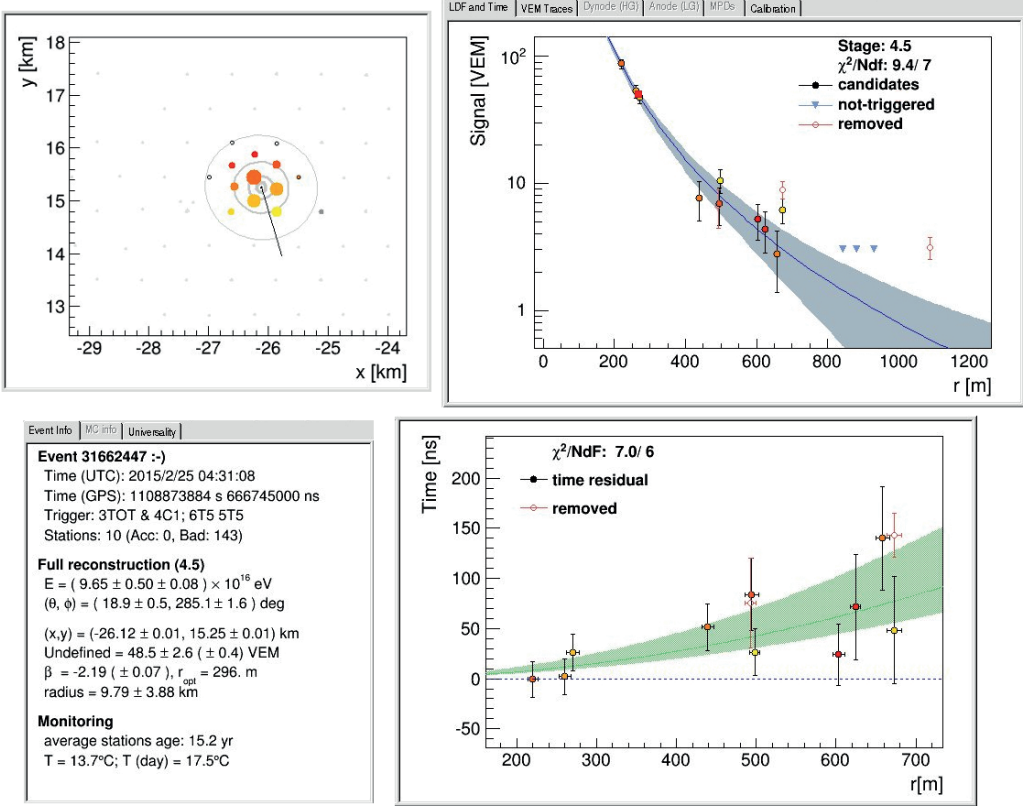 18
17
16
15
14
13
y [km]
-29 -28 -27 -26 -25 -24
x [km]
LDF and Time VEM Traces Dynode (HG) Anode (LG) MPDs Calibration
Signal [VEM]
10²
10
1
Stage: 4.5
χ²/Ndf: 9.4/ 7
candidates
not-triggered
removed
0 200 400 600 800 1000 1200
r [m]
Event Info MC info Universality
Event 31662447 :-)
Time (UTC): 2015/2/25 04:31:08
Time (GPS): 1108873884 s 666745000 ns
Trigger: 3TOT & 4C1; 6T5 5T5
Stations: 10 (Acc: 0, Bad: 143)
Full reconstruction (4.5)
E = ( 9.65 ± 0.50 ± 0.08 ) × 10¹⁶ eV
(θ, ϕ) = ( 18.9 ± 0.5, 285.1 ± 1.6 ) deg
(x,y) = (-26.12 ± 0.01, 15.25 ± 0.01) km
Undefined = 48.5 ± 2.6 ( ± 0.4) VEM
β = -2.19 ( ± 0.07 ), r_opt = 296. m
radius = 9.79 ± 3.88 km
Monitoring
average stations age: 15.2 yr
T = 13.7ºC; T (day) = 17.5ºC
Time [ns]
200
150
100
50
0
-50
χ²/NdF: 7.0/ 6
time residual
removed
200 300 400 500 600 700
r[m]